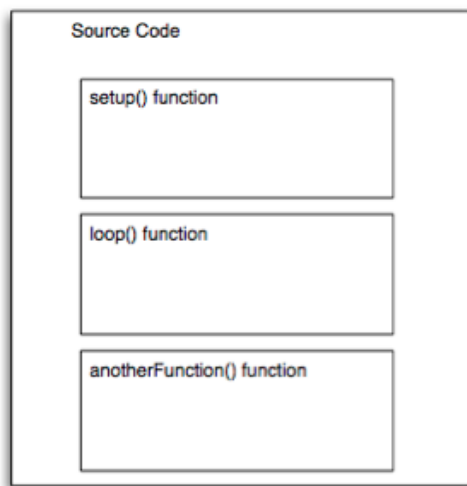 Source Code
setup() function
loop() function
anotherFunction() function